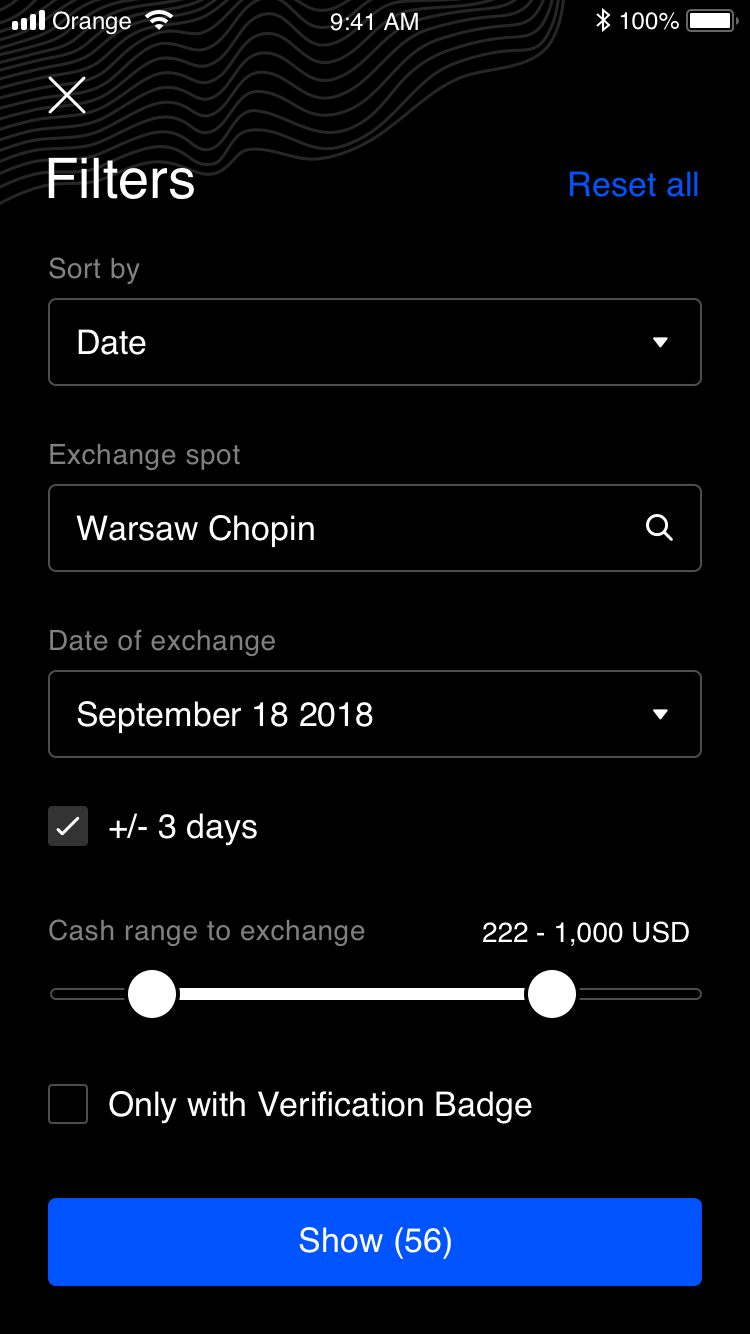 Orange 9:41 AM 100%
Filters
Reset all
Sort by
Date
Exchange spot
Warsaw Chopin
Date of exchange
September 18 2018
+/- 3 days
Cash range to exchange
222 - 1,000 USD
Only with Verification Badge
Show (56)